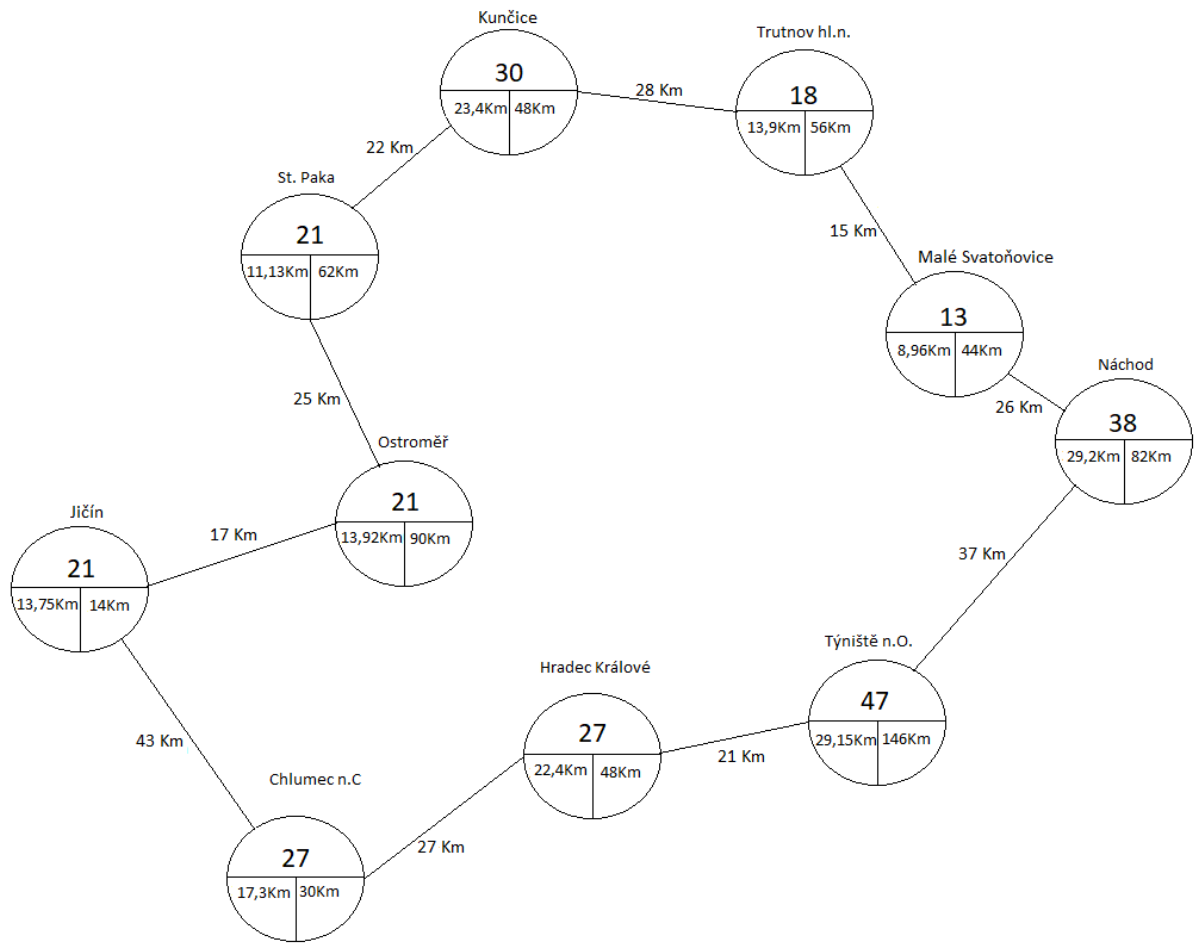 Kunčice
30
23,4Km 48Km
28 Km
Trutnov hl.n.
18
13,9Km 56Km
22 Km
St. Paka
21
11,13Km 62Km
15 Km
Malé Svatoňovice
13
8,96Km 44Km
26 Km
Náchod
38
29,2Km 82Km
25 Km
Ostroměř
21
13,92Km 90Km
17 Km
Jičín
21
13,75Km 14Km
37 Km
Týniště n.O.
47
29,15Km 146Km
Hradec Králové
27
22,4Km 48Km
21 Km
43 Km
Chlumec n.C
27
17,3Km 30Km
27 Km